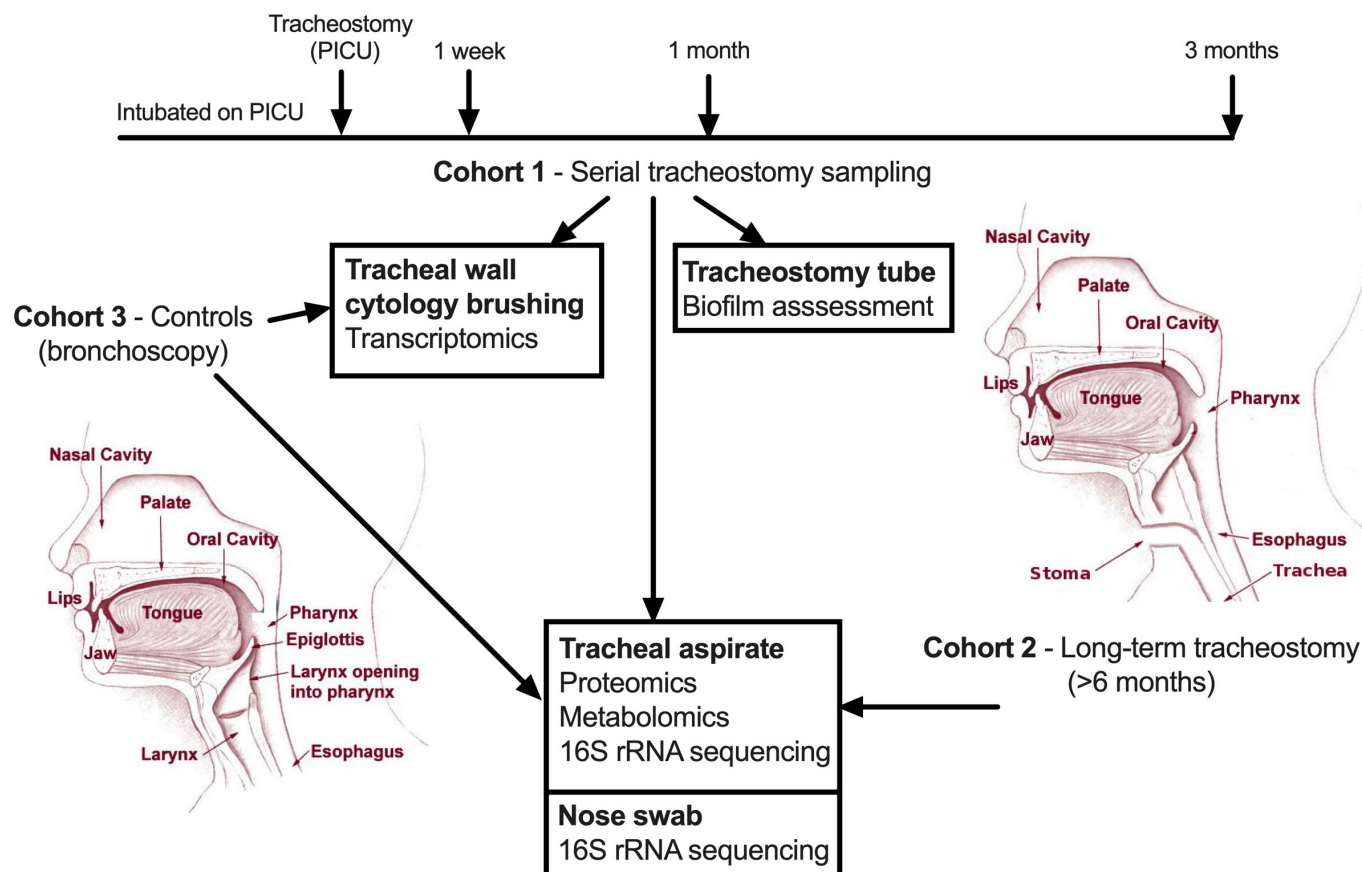 Tracheostomy
(PICU)
1 week
1 month
3 months
Intubated on PICU
Cohort 1 - Serial tracheostomy sampling
Tracheal wall
cytology brushing
Transcriptomics
Tracheostomy tube
Biofilm asssessment
Cohort 3 - Controls
(bronchoscopy)
Nasal Cavity
Palate
Oral Cavity
Lips
Tongue
Pharynx
Jaw
Esophagus
Stoma
Trachea
Nasal Cavity
Palate
Oral Cavity
Lips
Tongue
Pharynx
Epiglottis
Jaw
Larynx opening
into pharynx
Larynx
Esophagus
Tracheal aspirate
Proteomics
Metabolomics
16S rRNA sequencing
Nose swab
16S rRNA sequencing
Cohort 2 - Long-term tracheostomy
(>6 months)